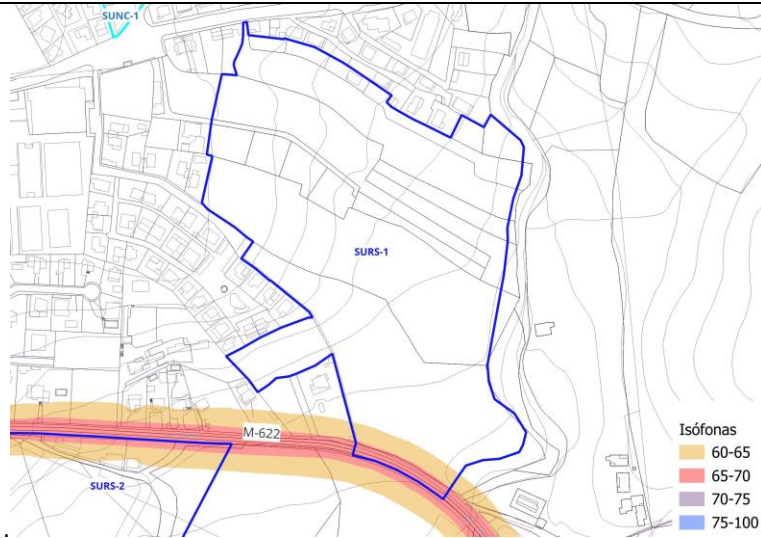 SUNC-1
SURS-1
M-622
SURS-2
Isófonas
60-65
65-70
70-75
75-100